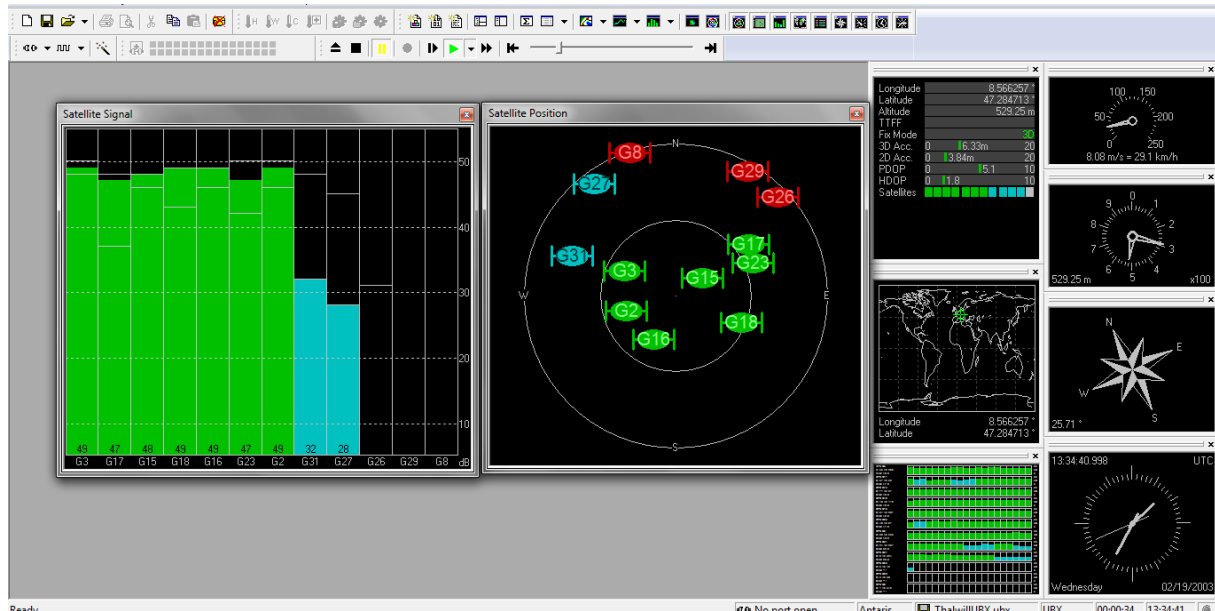 Satellite Signal
50
40
30
20
10
49 47 48 49 49 47 49 32 28
G3 G17 G15 G18 G16 G23 G2 G31 G27 G26 G29 G8 dB
Satellite Position
N
G8
G29
G27
G26
G17
G31
G23
G3
G15
W
E
G2
G18
G16
S
Longitude 8.566257 °
Latitude 47.284713 °
Altitude 529.25 m
TTFF
Fix Mode 3D
3D Acc. 0 6.33m 20
2D Acc. 0 3.84m 20
PDOP 0 5.1 10
HDOP 0 1.8 10
Satellites
100 150
50 200
0 250
8.08 m/s = 29.1 km/h
0
9 1
8 2
7 3
6 5 4
529.25 m x100
Longitude 8.566257 °
Latitude 47.284713 °
N
E
W
S
25.71 °
13:34:40.998 UTC
Wednesday 02/19/2003
Ready
No port open Antaris ThalwilUBX.ubx UBX 00:00:34 13:34:41